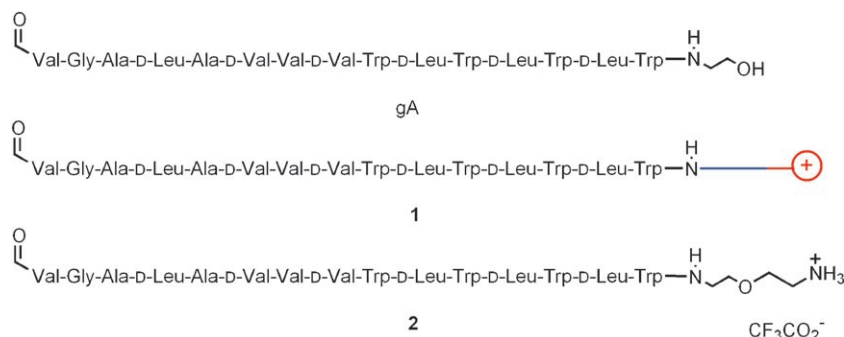 O
Val-Gly-Ala-D-Leu-Ala-D-Val-Val-D-Val-Trp-D-Leu-Trp-D-Leu-Trp-D-Leu-Trp
H
N
OH
gA
O
Val-Gly-Ala-D-Leu-Ala-D-Val-Val-D-Val-Trp-D-Leu-Trp-D-Leu-Trp-D-Leu-Trp
H
N
+
1
O
Val-Gly-Ala-D-Leu-Ala-D-Val-Val-D-Val-Trp-D-Leu-Trp-D-Leu-Trp-D-Leu-Trp
H
N
O
+
NH₃
2
CF₃CO₂⁻